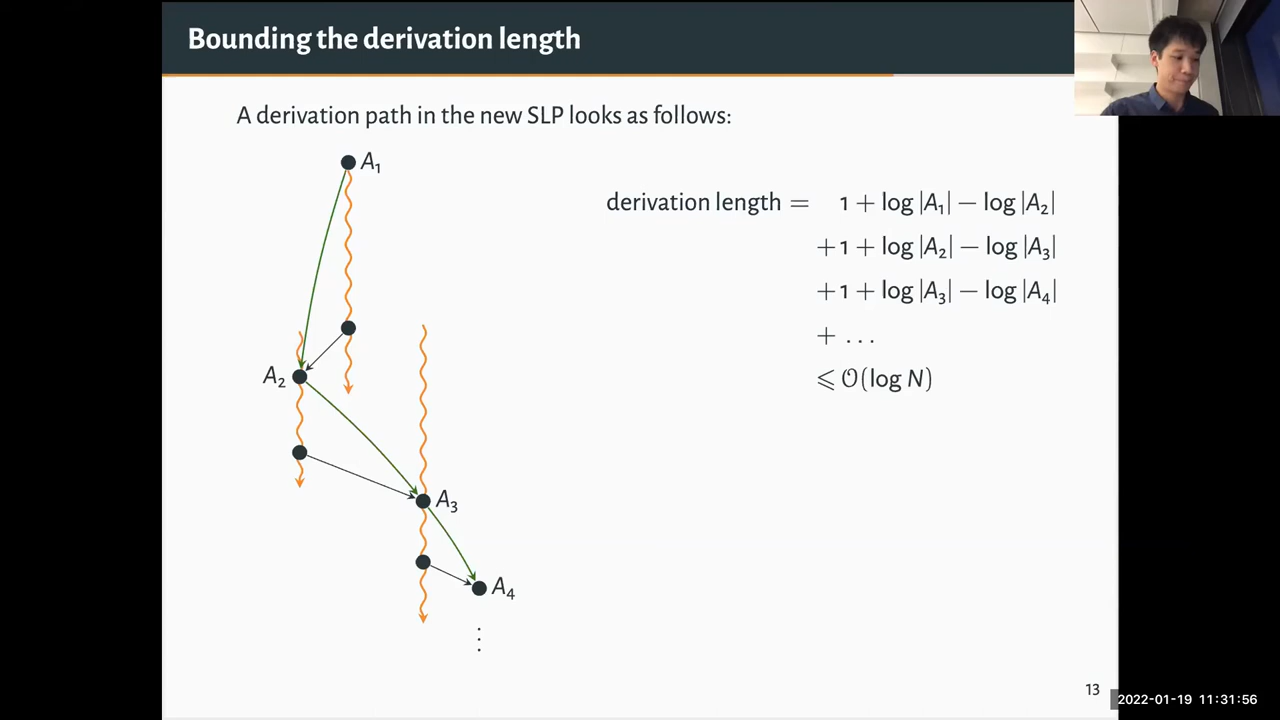 Bounding the derivation length
A derivation path in the new SLP looks as follows:
A₁
derivation length = 1 + log |A₁| − log |A₂|
+ 1 + log |A₂| − log |A₃|
+ 1 + log |A₃| − log |A₄|
+ …
A₂
⩽ O(log N)
A₃
A₄
⋮
13
2022-01-19 11:31:56